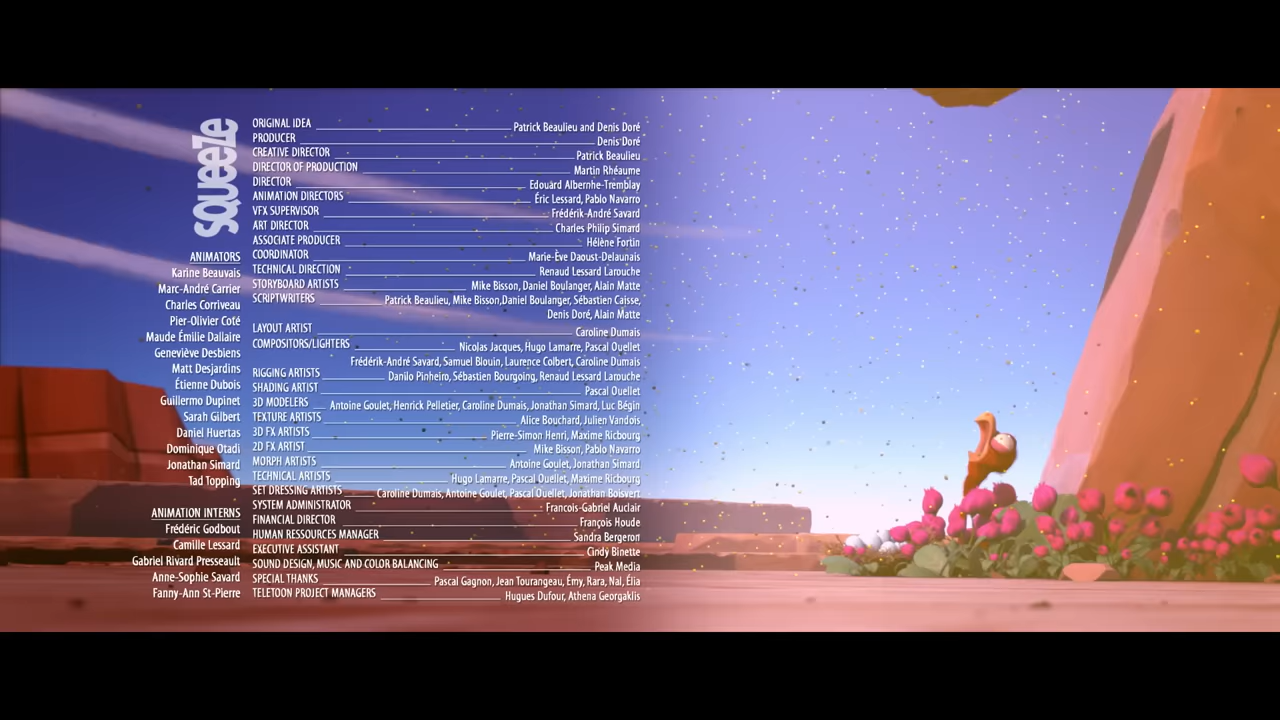 squeeze
ANIMATORS
Karine Beauvais
Marc-André Carrier
Charles Corriveau
Pier-Olivier Coté
Maude Émilie Dallaire
Geneviève Desbiens
Matt Desjardins
Étienne Dubois
Guillermo Dupinet
Sarah Gilbert
Daniel Huertas
Dominique Otadi
Jonathan Simard
Tad Topping
ANIMATION INTERNS
Frédéric Godbout
Camille Lessard
Gabriel Rivard Presseault
Anne-Sophie Savard
Fanny-Ann St-Pierre
ORIGINAL IDEA Patrick Beaulieu and Denis Doré
PRODUCER Denis Doré
CREATIVE DIRECTOR Patrick Beaulieu
DIRECTOR OF PRODUCTION Martin Rhéaume
DIRECTOR Edouard Albernhe-Tremblay
ANIMATION DIRECTORS Éric Lessard, Pablo Navarro
VFX SUPERVISOR Frédérik-André Savard
ART DIRECTOR Charles Philip Simard
ASSOCIATE PRODUCER Hélène Fortin
COORDINATOR Marie-Ève Daoust-Delaunais
TECHNICAL DIRECTION Renaud Lessard Larouche
STORYBOARD ARTISTS Mike Bisson, Daniel Boulanger, Alain Matte
SCRIPTWRITERS Patrick Beaulieu, Mike Bisson,Daniel Boulanger, Sébastien Caisse,
Denis Doré, Alain Matte
LAYOUT ARTIST Caroline Dumais
COMPOSITORS/LIGHTERS Nicolas Jacques, Hugo Lamarre, Pascal Ouellet
Frédérik-André Savard, Samuel Blouin, Laurence Colbert, Caroline Dumais
RIGGING ARTISTS Danilo Pinheiro, Sébastien Bourgoing, Renaud Lessard Larouche
SHADING ARTIST Pascal Ouellet
3D MODELERS Antoine Goulet, Henrick Pelletier, Caroline Dumais, Jonathan Simard, Luc Bégin
TEXTURE ARTISTS Alice Bouchard, Julien Vandois
3D FX ARTISTS Pierre-Simon Henri, Maxime Ricbourg
2D FX ARTIST Mike Bisson, Pablo Navarro
MORPH ARTISTS Antoine Goulet, Jonathan Simard
TECHNICAL ARTISTS Hugo Lamarre, Pascal Ouellet, Maxime Ricbourg
SET DRESSING ARTISTS Caroline Dumais, Antoine Goulet, Pascal Ouellet, Jonathan Boisvert
SYSTEM ADMINISTRATOR Francois-Gabriel Auclair
FINANCIAL DIRECTOR François Houde
HUMAN RESSOURCES MANAGER Sandra Bergeron
EXECUTIVE ASSISTANT Cindy Binette
SOUND DESIGN, MUSIC AND COLOR BALANCING Peak Media
SPECIAL THANKS Pascal Gagnon, Jean Tourangeau, Émy, Rara, Nal, Élia
TELETOON PROJECT MANAGERS Hugues Dufour, Athena Georgaklis